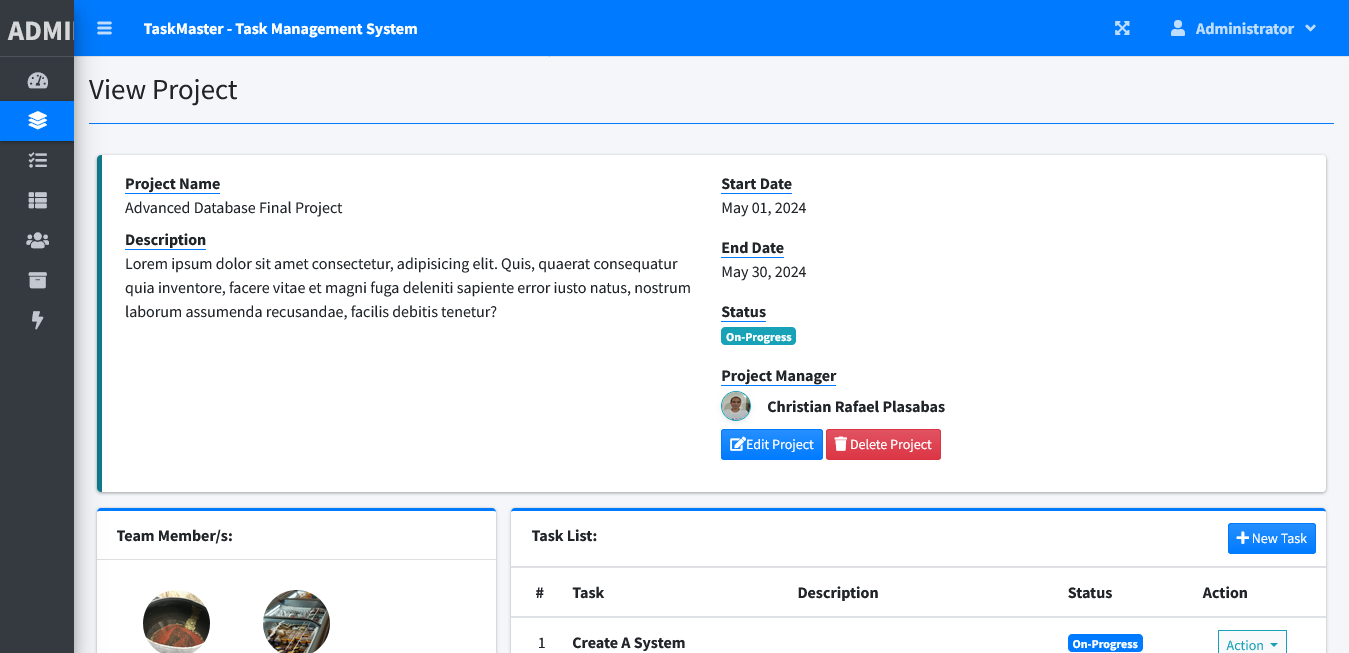 ADMI
TaskMaster - Task Management System
Administrator
View Project
Project Name
Advanced Database Final Project
Description
Lorem ipsum dolor sit amet consectetur, adipisicing elit. Quis, quaerat consequatur
quia inventore, facere vitae et magni fuga deleniti sapiente error iusto natus, nostrum
laborum assumenda recusandae, facilis debitis tenetur?
Start Date
May 01, 2024
End Date
May 30, 2024
Status
On-Progress
Project Manager
Christian Rafael Plasabas
Edit Project
Delete Project
Team Member/s:
Task List:
New Task
# Task Description Status Action
1 Create A System On-Progress Action